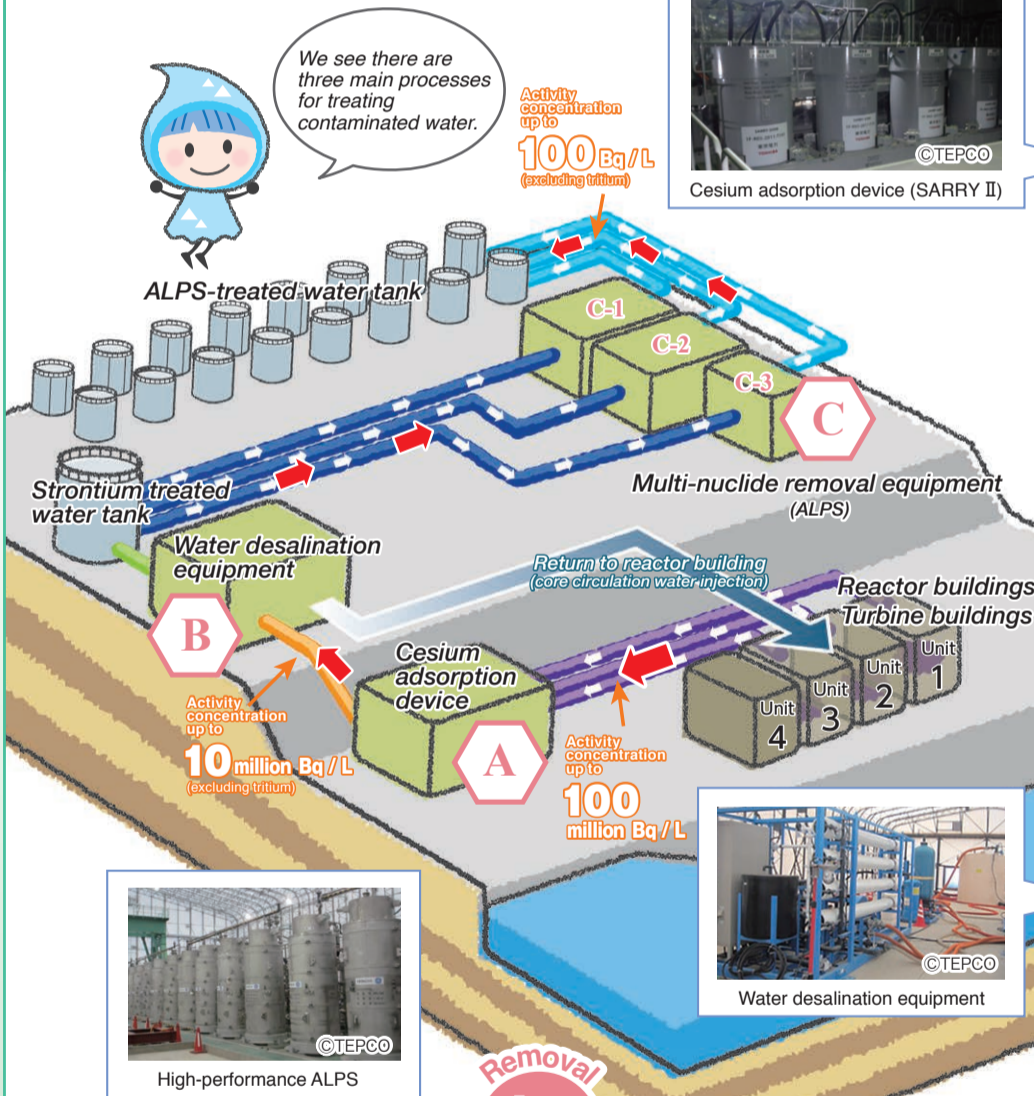 We see there are
three main processes
for treating
contaminated water.
Activity
concentration
up to
100 Bq / L
(excluding tritium)
©TEPCO
Cesium adsorption device (SARRY Ⅱ)
ALPS-treated water tank
C-1
C-2
C-3
C
Multi-nuclide removal equipment
(ALPS)
Strontium treated
water tank
Water desalination
equipment
B
Return to reactor building
(core circulation water injection)
Reactor buildings
Turbine buildings
Unit
1
Unit
2
Unit
3
Unit
4
Cesium
adsorption
device
A
Activity
concentration
up to
10 million Bq / L
(excluding tritium)
Activity
concentration
up to
100
million Bq / L
©TEPCO
Water desalination equipment
©TEPCO
High-performance ALPS
Removal